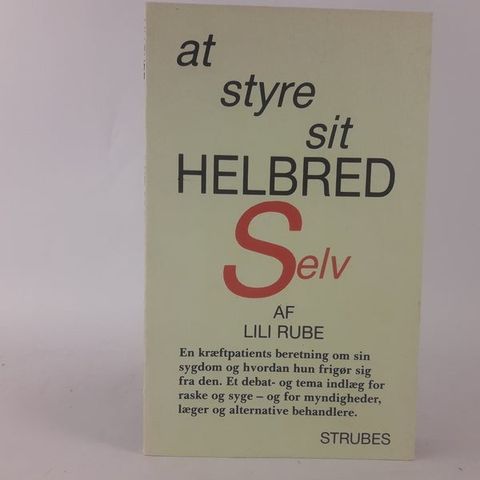 at
styre
sit
HELBRED
Selv
AF
LILI RUBE
En kræftpatients beretning om sin
sygdom og hvordan hun frigør sig
fra den. Et debat- og tema indlæg for
raske og syge – og for myndigheder,
læger og alternative behandlere.
STRUBES